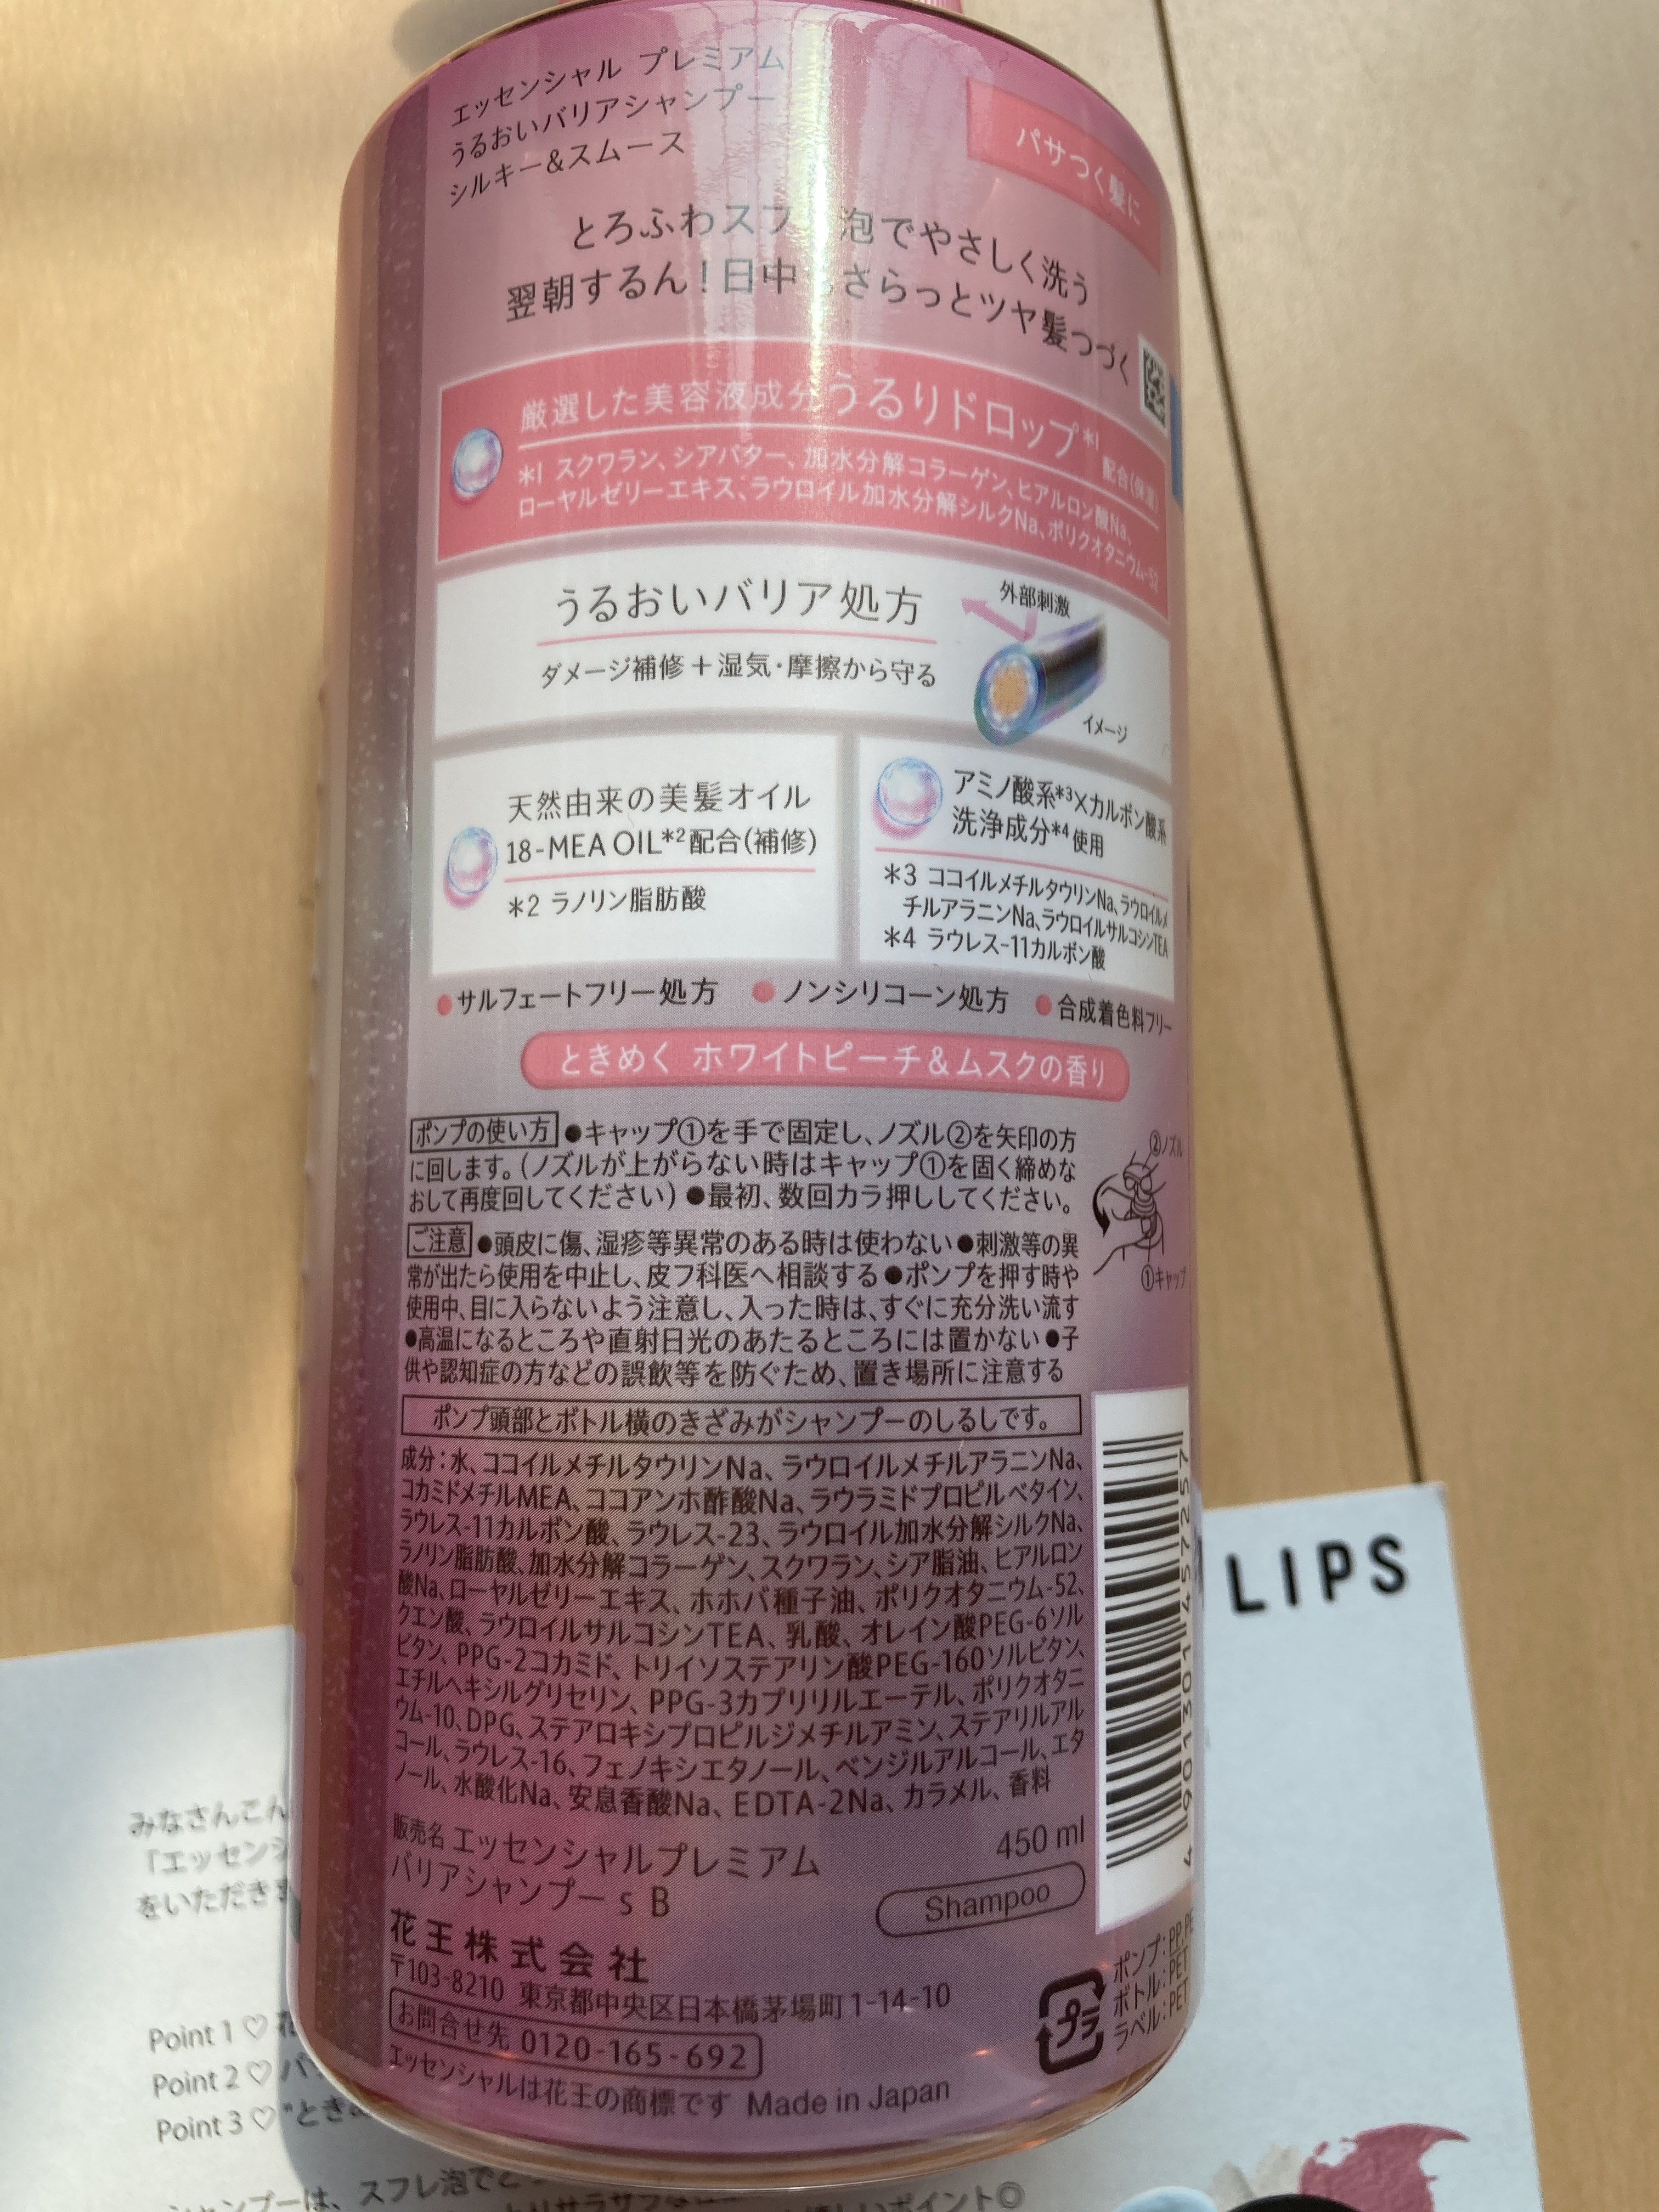 エッセンシャル プレミアム
うるおいバリアシャンプー
シルキー&スムース
パサつく髪に
とろふわスフ 泡でやさしく洗う
翌朝するん！日中 さらっとツヤ髪つづく
厳選した美容液成分うるりドロップ*1 配合(保湿)
*1 スクワラン、シアバター、加水分解コラーゲン、ヒアルロン酸Na、
ローヤルゼリーエキス、ラウロイル加水分解シルクNa、ポリクオタニウム-52
うるおいバリア処方
ダメージ補修＋湿気・摩擦から守る
外部刺激
イメージ
天然由来の美髪オイル
18-MEA OIL*2配合(補修)
*2 ラノリン脂肪酸
アミノ酸系*3×カルボン酸系
洗浄成分*4使用
*3 ココイルメチルタウリンNa、ラウロイルメ
チルアラニンNa、ラウロイルサルコシンTEA
*4 ラウレス-11カルボン酸
●サルフェートフリー処方 ●ノンシリコーン処方 ●合成着色料フリー
ときめく ホワイトピーチ&ムスクの香り
ポンプの使い方 ●キャップ①を手で固定し、ノズル②を矢印の方
に回します。(ノズルが上がらない時はキャップ①を固く締めな
おして再度回してください) ●最初、数回カラ押ししてください。
②ノズル
①キャップ
ご注意 ●頭皮に傷、湿疹等異常のある時は使わない●刺激等の異
常が出たら使用を中止し、皮フ科医へ相談する●ポンプを押す時や
使用中、目に入らないよう注意し、入った時は、すぐに充分洗い流す
●高温になるところや直射日光のあたるところには置かない●子
供や認知症の方などの誤飲等を防ぐため、置き場所に注意する
ポンプ頭部とボトル横のきざみがシャンプーのしるしです。
成分：水、ココイルメチルタウリンNa、ラウロイルメチルアラニンNa、
コカミドメチルMEA、ココアンホ酢酸Na、ラウラミドプロピルベタイン、
ラウレス-11カルボン酸、ラウレス-23、ラウロイル加水分解シルクNa、
ラノリン脂肪酸、加水分解コラーゲン、スクワラン、シア脂油、ヒアルロン
酸Na、ローヤルゼリーエキス、ホホバ種子油、ポリクオタニウム-52、
クエン酸、ラウロイルサルコシンTEA、乳酸、オレイン酸PEG-6ソル
ビタン、PPG-2コカミド、トリイソステアリン酸PEG-160ソルビタン、
エチルヘキシルグリセリン、PPG-3カプリリルエーテル、ポリクオタニ
ウム-10、DPG、ステアロキシプロピルジメチルアミン、ステアリルアル
コール、ラウレス-16、フェノキシエタノール、ベンジルアルコール、エタ
ノール、水酸化Na、安息香酸Na、EDTA-2Na、カラメル、香料
販売名 エッセンシャルプレミアム
バリアシャンプー s B
450 ml
Shampoo
花王株式会社
〒103-8210 東京都中央区日本橋茅場町1-14-10
お問合せ先 0120-165-692
エッセンシャルは花王の商標です Made in Japan
4 901301 457257
プラ
ポンプ：PP,PE
ボトル：PET
ラベル：PET
LIPS
みなさんこん
「エッセンシ
をいただきま
Point 1 ♡ 花
Point 2 ♡ バ
Point 3 ♡ "とき
シャンプーは、スフレ泡でと
しいポイント◎